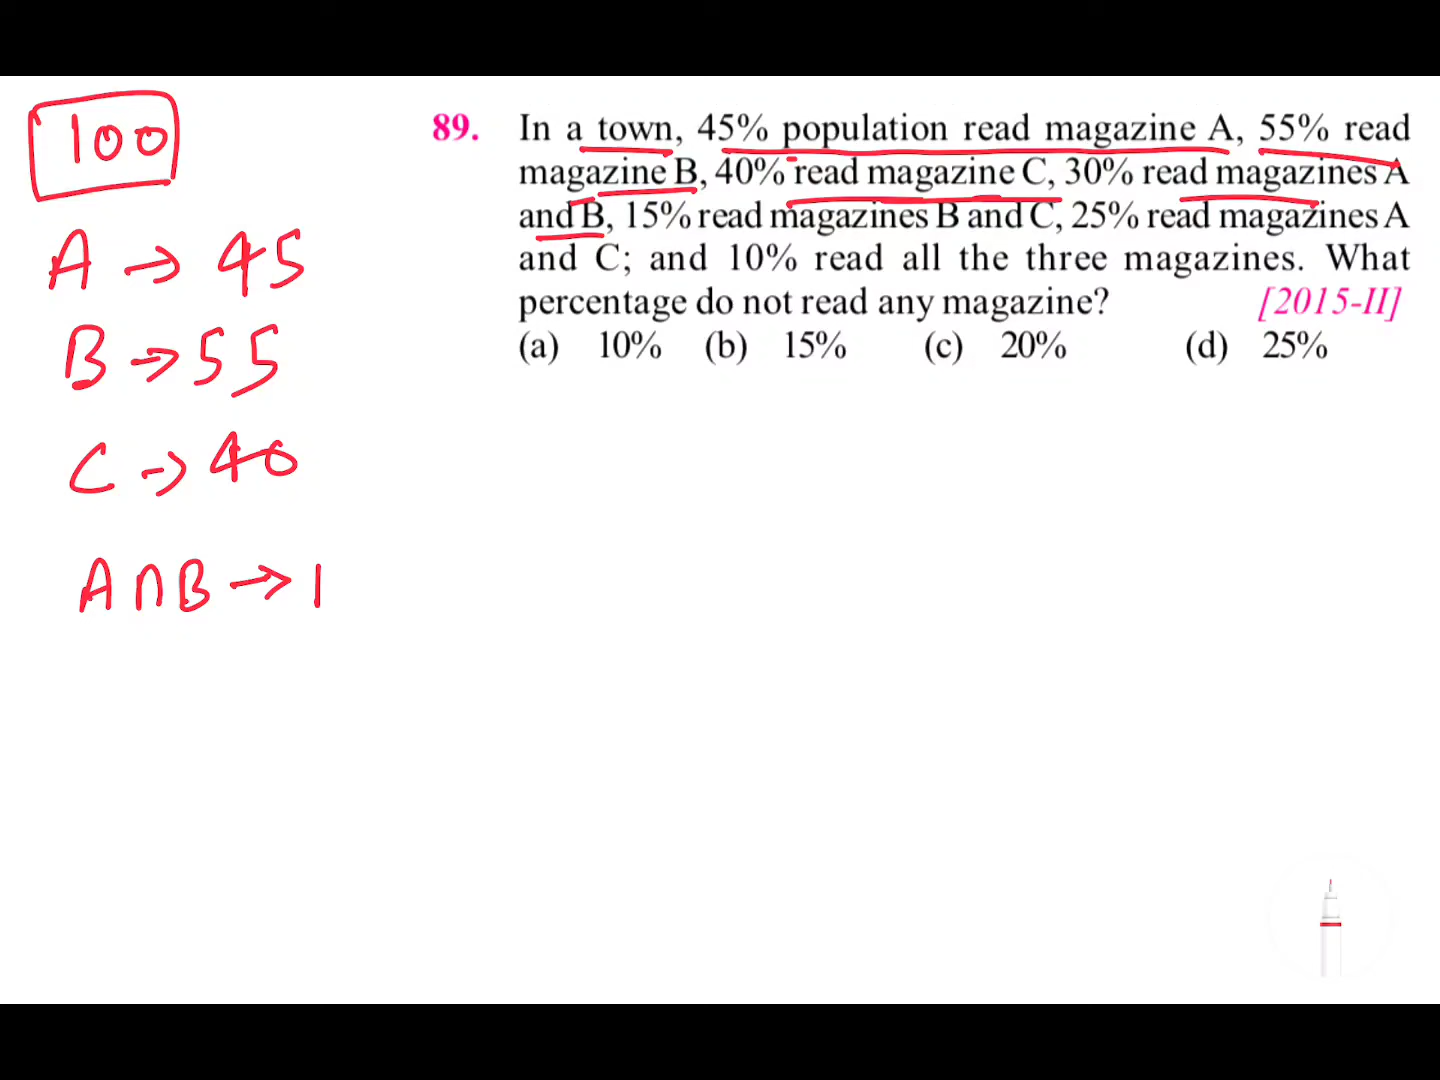 100
A → 45
B → 55
C → 40
A ∩ B → 1
89. In a town, 45% population read magazine A, 55% read
magazine B, 40% read magazine C, 30% read magazines A
and B, 15% read magazines B and C, 25% read magazines A
and C; and 10% read all the three magazines. What
percentage do not read any magazine? [2015-II]
(a) 10% (b) 15% (c) 20% (d) 25%